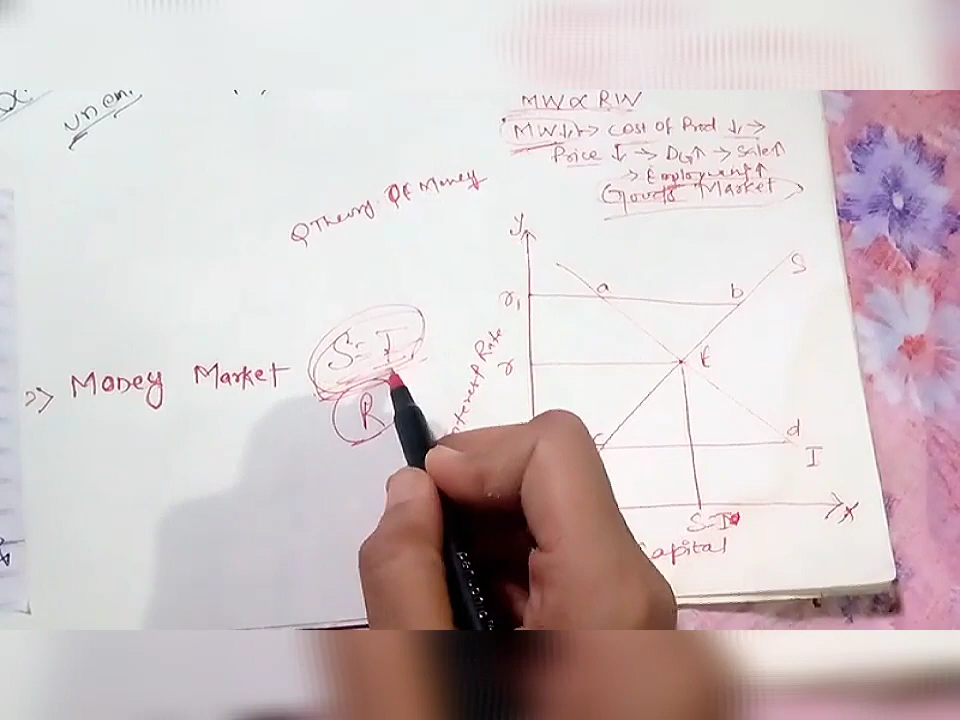 unem.
MW α RW
MW↓→ Cost of Prod ↓→
Price ↓→ DG↑ → Sale↑
→ Employment↑
Goods Market
Q Theory Of Money
=> Money Market S=I
R
y
S
a
b
r₁
E
r
Interest Rate
c
d
I
x
S=I
apital